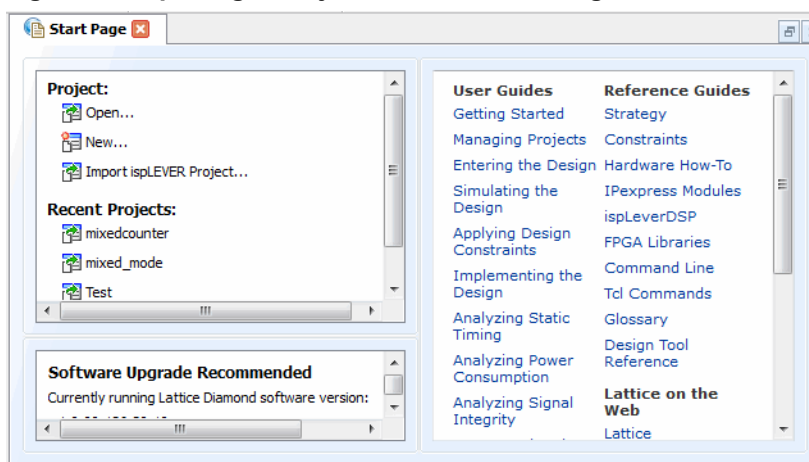 Start Page
Project:
Open...
New...
Import ispLEVER Project...
Recent Projects:
mixedcounter
mixed_mode
Test
Software Upgrade Recommended
Currently running Lattice Diamond software version:
User Guides
Getting Started
Managing Projects
Entering the Design
Simulating the
Design
Applying Design
Constraints
Implementing the
Design
Analyzing Static
Timing
Analyzing Power
Consumption
Analyzing Signal
Integrity
Reference Guides
Strategy
Constraints
Hardware How-To
IPexpress Modules
ispLeverDSP
FPGA Libraries
Command Line
Tcl Commands
Glossary
Design Tool
Reference
Lattice on the
Web
Lattice